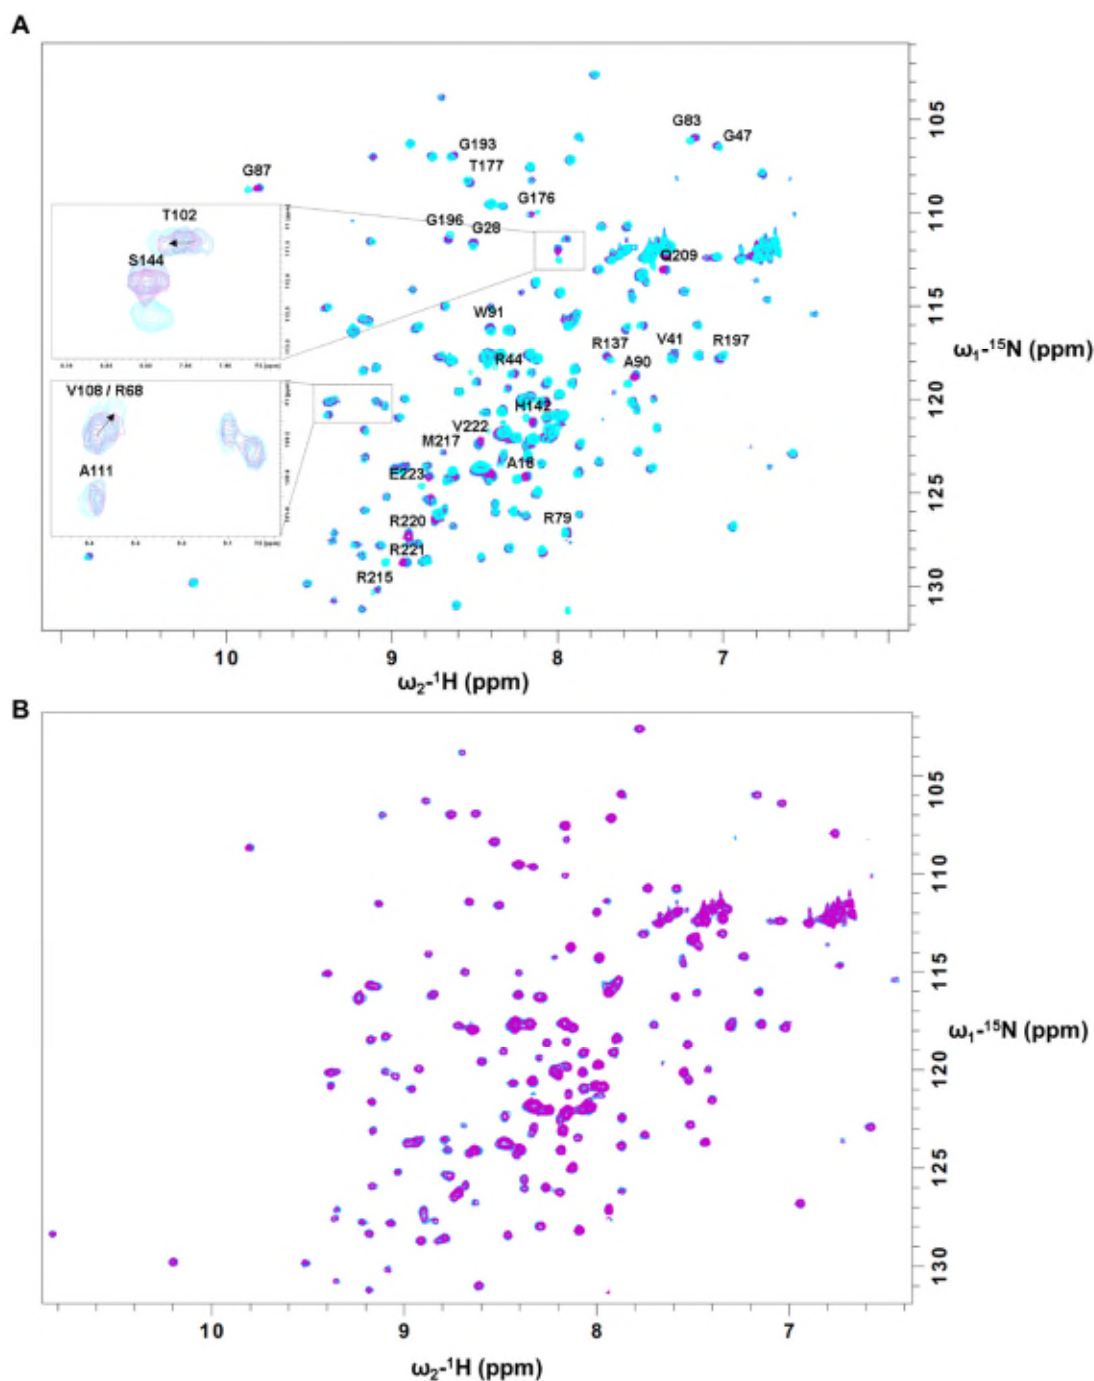 A
G83
G47
G193
T177
G87
G176
G196
G28
T102
S144
Q209
W91
R44
R137
V41
R197
A90
H142
V108 / R68
V222
M217
A111
E223
R220
R79
R221
R215
105
110
115
120
125
130
ω₁-¹⁵N (ppm)
10
9
8
7
ω₂-¹H (ppm)
B
105
110
115
120
125
130
ω₁-¹⁵N (ppm)
10
9
8
7
ω₂-¹H (ppm)